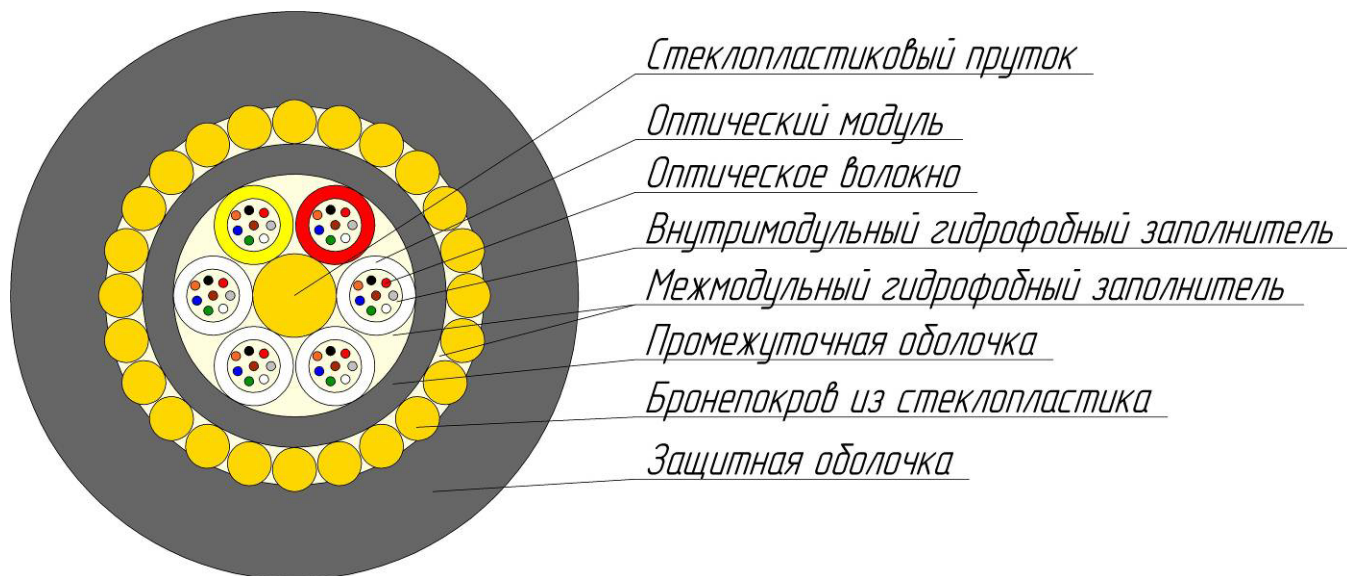 Стеклопластиковый пруток
Оптический модуль
Оптическое волокно
Внутримодульный гидрофобный заполнитель
Межмодульный гидрофобный заполнитель
Промежуточная оболочка
Бронепокров из стеклопластика
Защитная оболочка